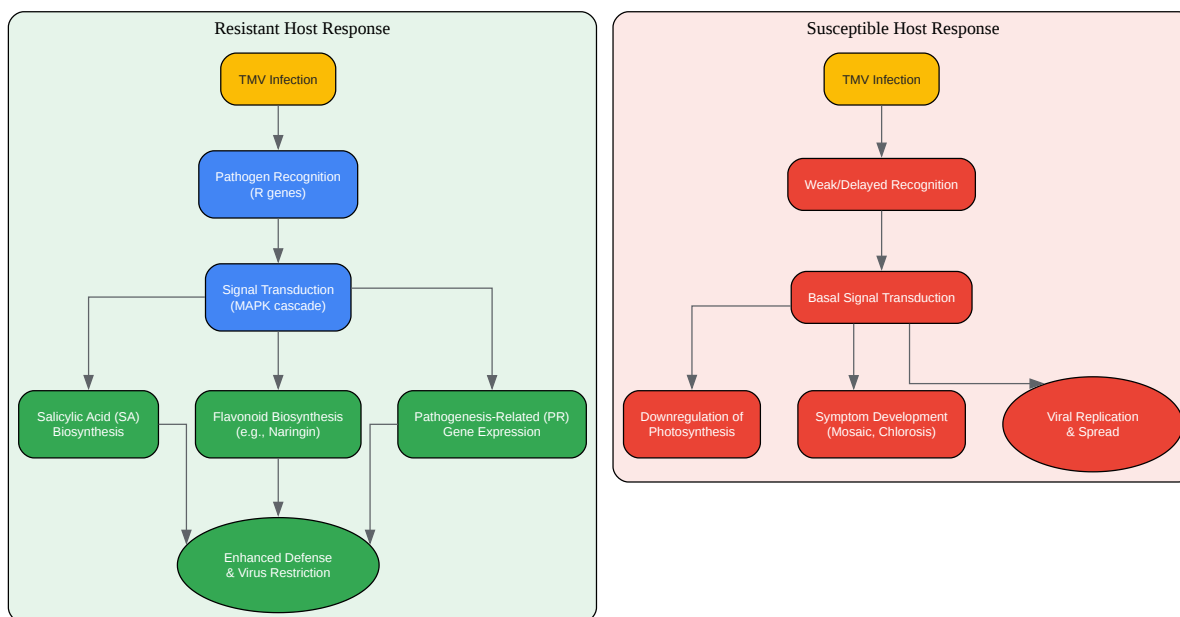 Resistant Host Response
TMV Infection
Pathogen Recognition
(R genes)
Signal Transduction
(MAPK cascade)
Salicylic Acid (SA)
Biosynthesis
Flavonoid Biosynthesis
(e.g., Naringin)
Pathogenesis-Related (PR)
Gene Expression
Enhanced Defense
& Virus Restriction
Susceptible Host Response
TMV Infection
Weak/Delayed Recognition
Basal Signal Transduction
Downregulation of
Photosynthesis
Symptom Development
(Mosaic, Chlorosis)
Viral Replication
& Spread